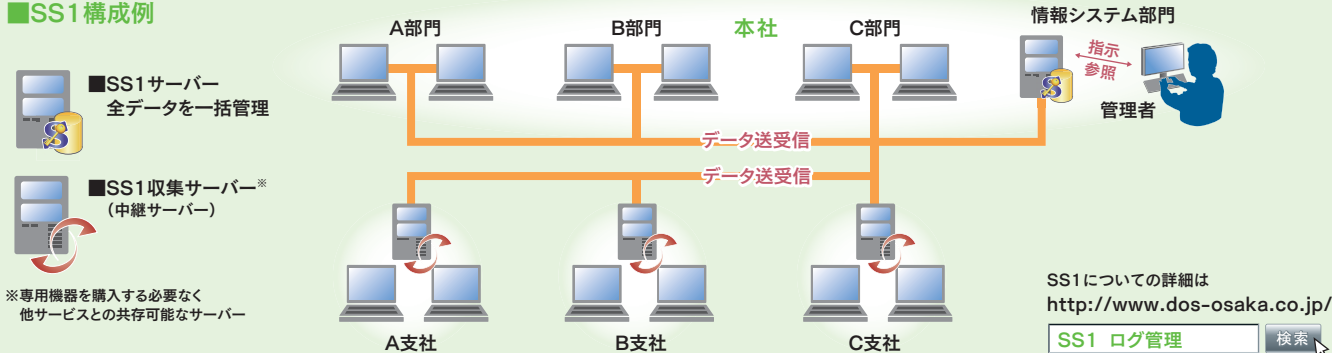 ■SS1構成例
■SS1サーバー
全データを一括管理
■SS1収集サーバー※
（中継サーバー）
※専用機器を購入する必要なく
他サービスとの共存可能なサーバー
本社
A部門
B部門
C部門
情報システム部門
指示
参照
管理者
データ送受信
データ送受信
A支社
B支社
C支社
SS1についての詳細は
http://www.dos-osaka.co.jp/
SS1 ログ管理
検索